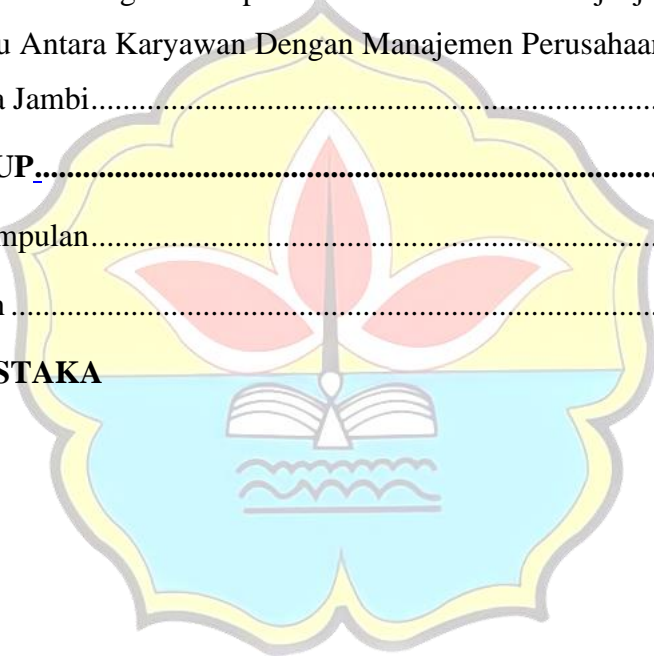 u Antara Karyawan Dengan Manajemen Perusahaan
a Jambi....................................................................................
UP.....................................................................................
mpulan....................................................................................
n ...............................................................................................
STAKA